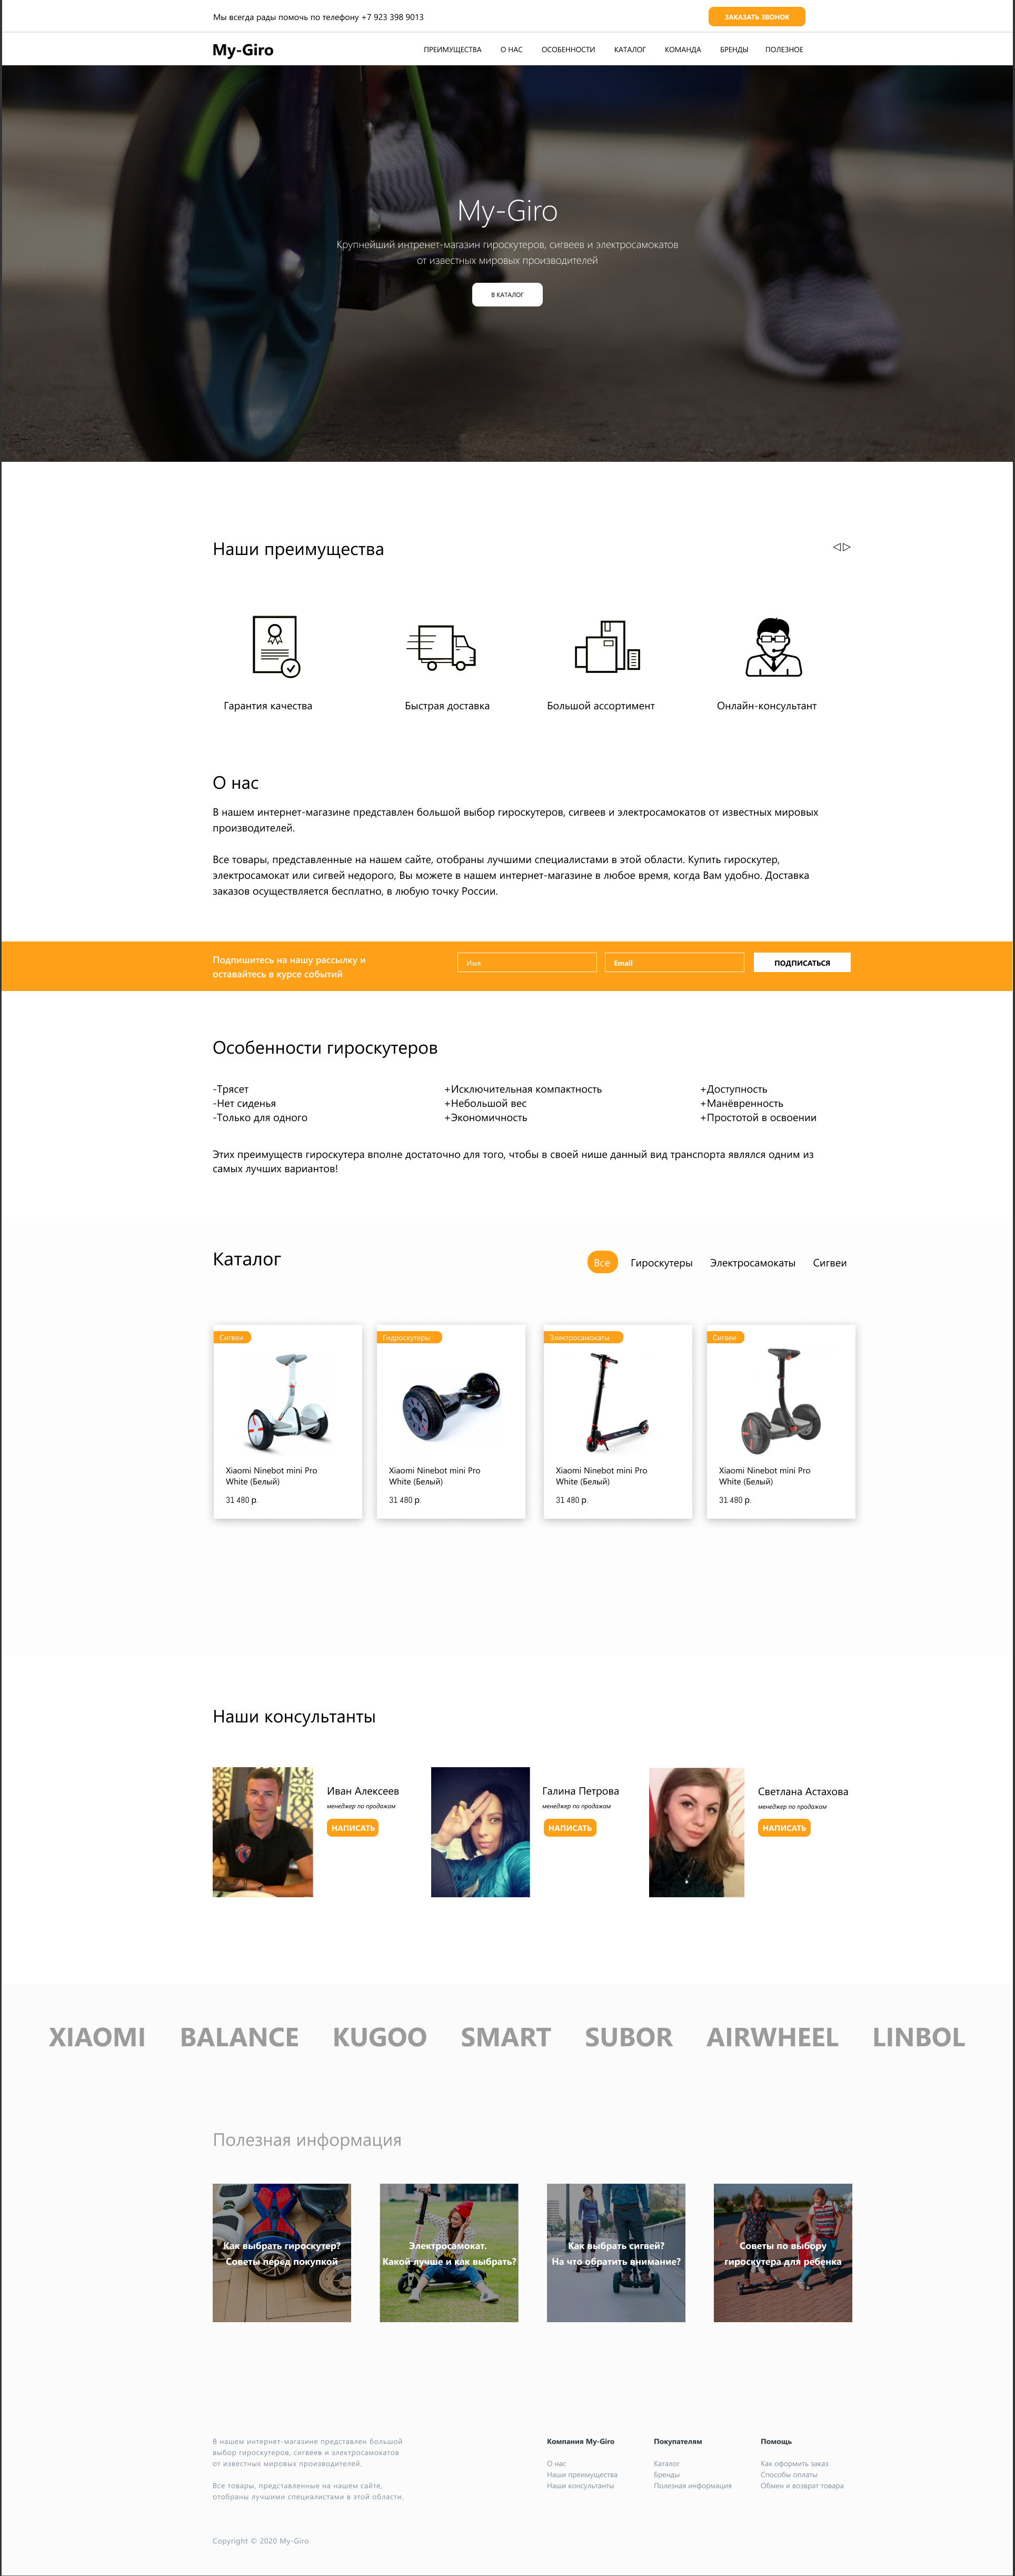 Мы всегда рады помочь по телефону +7 923 398 9013
ЗАКАЗАТЬ ЗВОНОК
My-Giro
ПРЕИМУЩЕСТВА О НАС ОСОБЕННОСТИ КАТАЛОГ КОМАНДА БРЕНДЫ ПОЛЕЗНОЕ
My-Giro
Крупнейший интренет-магазин гироскутеров, сигвеев и электросамокатов
от известных мировых производителей
В КАТАЛОГ
Наши преимущества
Гарантия качества
Быстрая доставка
Большой ассортимент
Онлайн-консультант
О нас
В нашем интернет-магазине представлен большой выбор гироскутеров, сигвеев и электросамокатов от известных мировых
производителей.
Все товары, представленные на нашем сайте, отобраны лучшими специалистами в этой области. Купить гироскутер,
электросамокат или сигвей недорого, Вы можете в нашем интернет-магазине в любое время, когда Вам удобно. Доставка
заказов осуществляется бесплатно, в любую точку России.
Подпишитесь на нашу рассылку и
оставайтесь в курсе событий
Имя
Email
ПОДПИСАТЬСЯ
Особенности гироскутеров
-Трясет
-Нет сиденья
-Только для одного
+Исключительная компактность
+Небольшой вес
+Экономичность
+Доступность
+Манёвренность
+Простотой в освоении
Этих преимуществ гироскутера вполне достаточно для того, чтобы в своей нише данный вид транспорта являлся одним из
самых лучших вариантов!
Каталог
Все Гироскутеры Электросамокаты Сигвеи
Сигвеи
Xiaomi Ninebot mini Pro
White (Белый)
31 480 р.
Гидроскутеры
Xiaomi Ninebot mini Pro
White (Белый)
31 480 р.
Электросамокаты
Xiaomi Ninebot mini Pro
White (Белый)
31 480 р.
Сигвеи
Xiaomi Ninebot mini Pro
White (Белый)
31 480 р.
Наши консультанты
Иван Алексеев
менеджер по продажам
НАПИСАТЬ
Галина Петрова
менеджер по продажам
НАПИСАТЬ
Светлана Астахова
менеджер по продажам
НАПИСАТЬ
XIAOMI BALANCE KUGOO SMART SUBOR AIRWHEEL LINBOL
Полезная информация
Как выбрать гироскутер?
Советы перед покупкой
Электросамокат.
Какой лучше и как выбрать?
Как выбрать сигвей?
На что обратить внимание?
Советы по выбору
гироскутера для ребенка
В нашем интернет-магазине представлен большой
выбор гироскутеров, сигвеев и электросамокатов
от известных мировых производителей.
Все товары, представленные на нашем сайте,
отобраны лучшими специалистами в этой области.
Copyright © 2020 My-Giro
Компания My-Giro
О нас
Наши преимущества
Наши консультанты
Покупателям
Каталог
Бренды
Полезная информация
Помощь
Как оформить заказ
Способы оплаты
Обмен и возврат товара